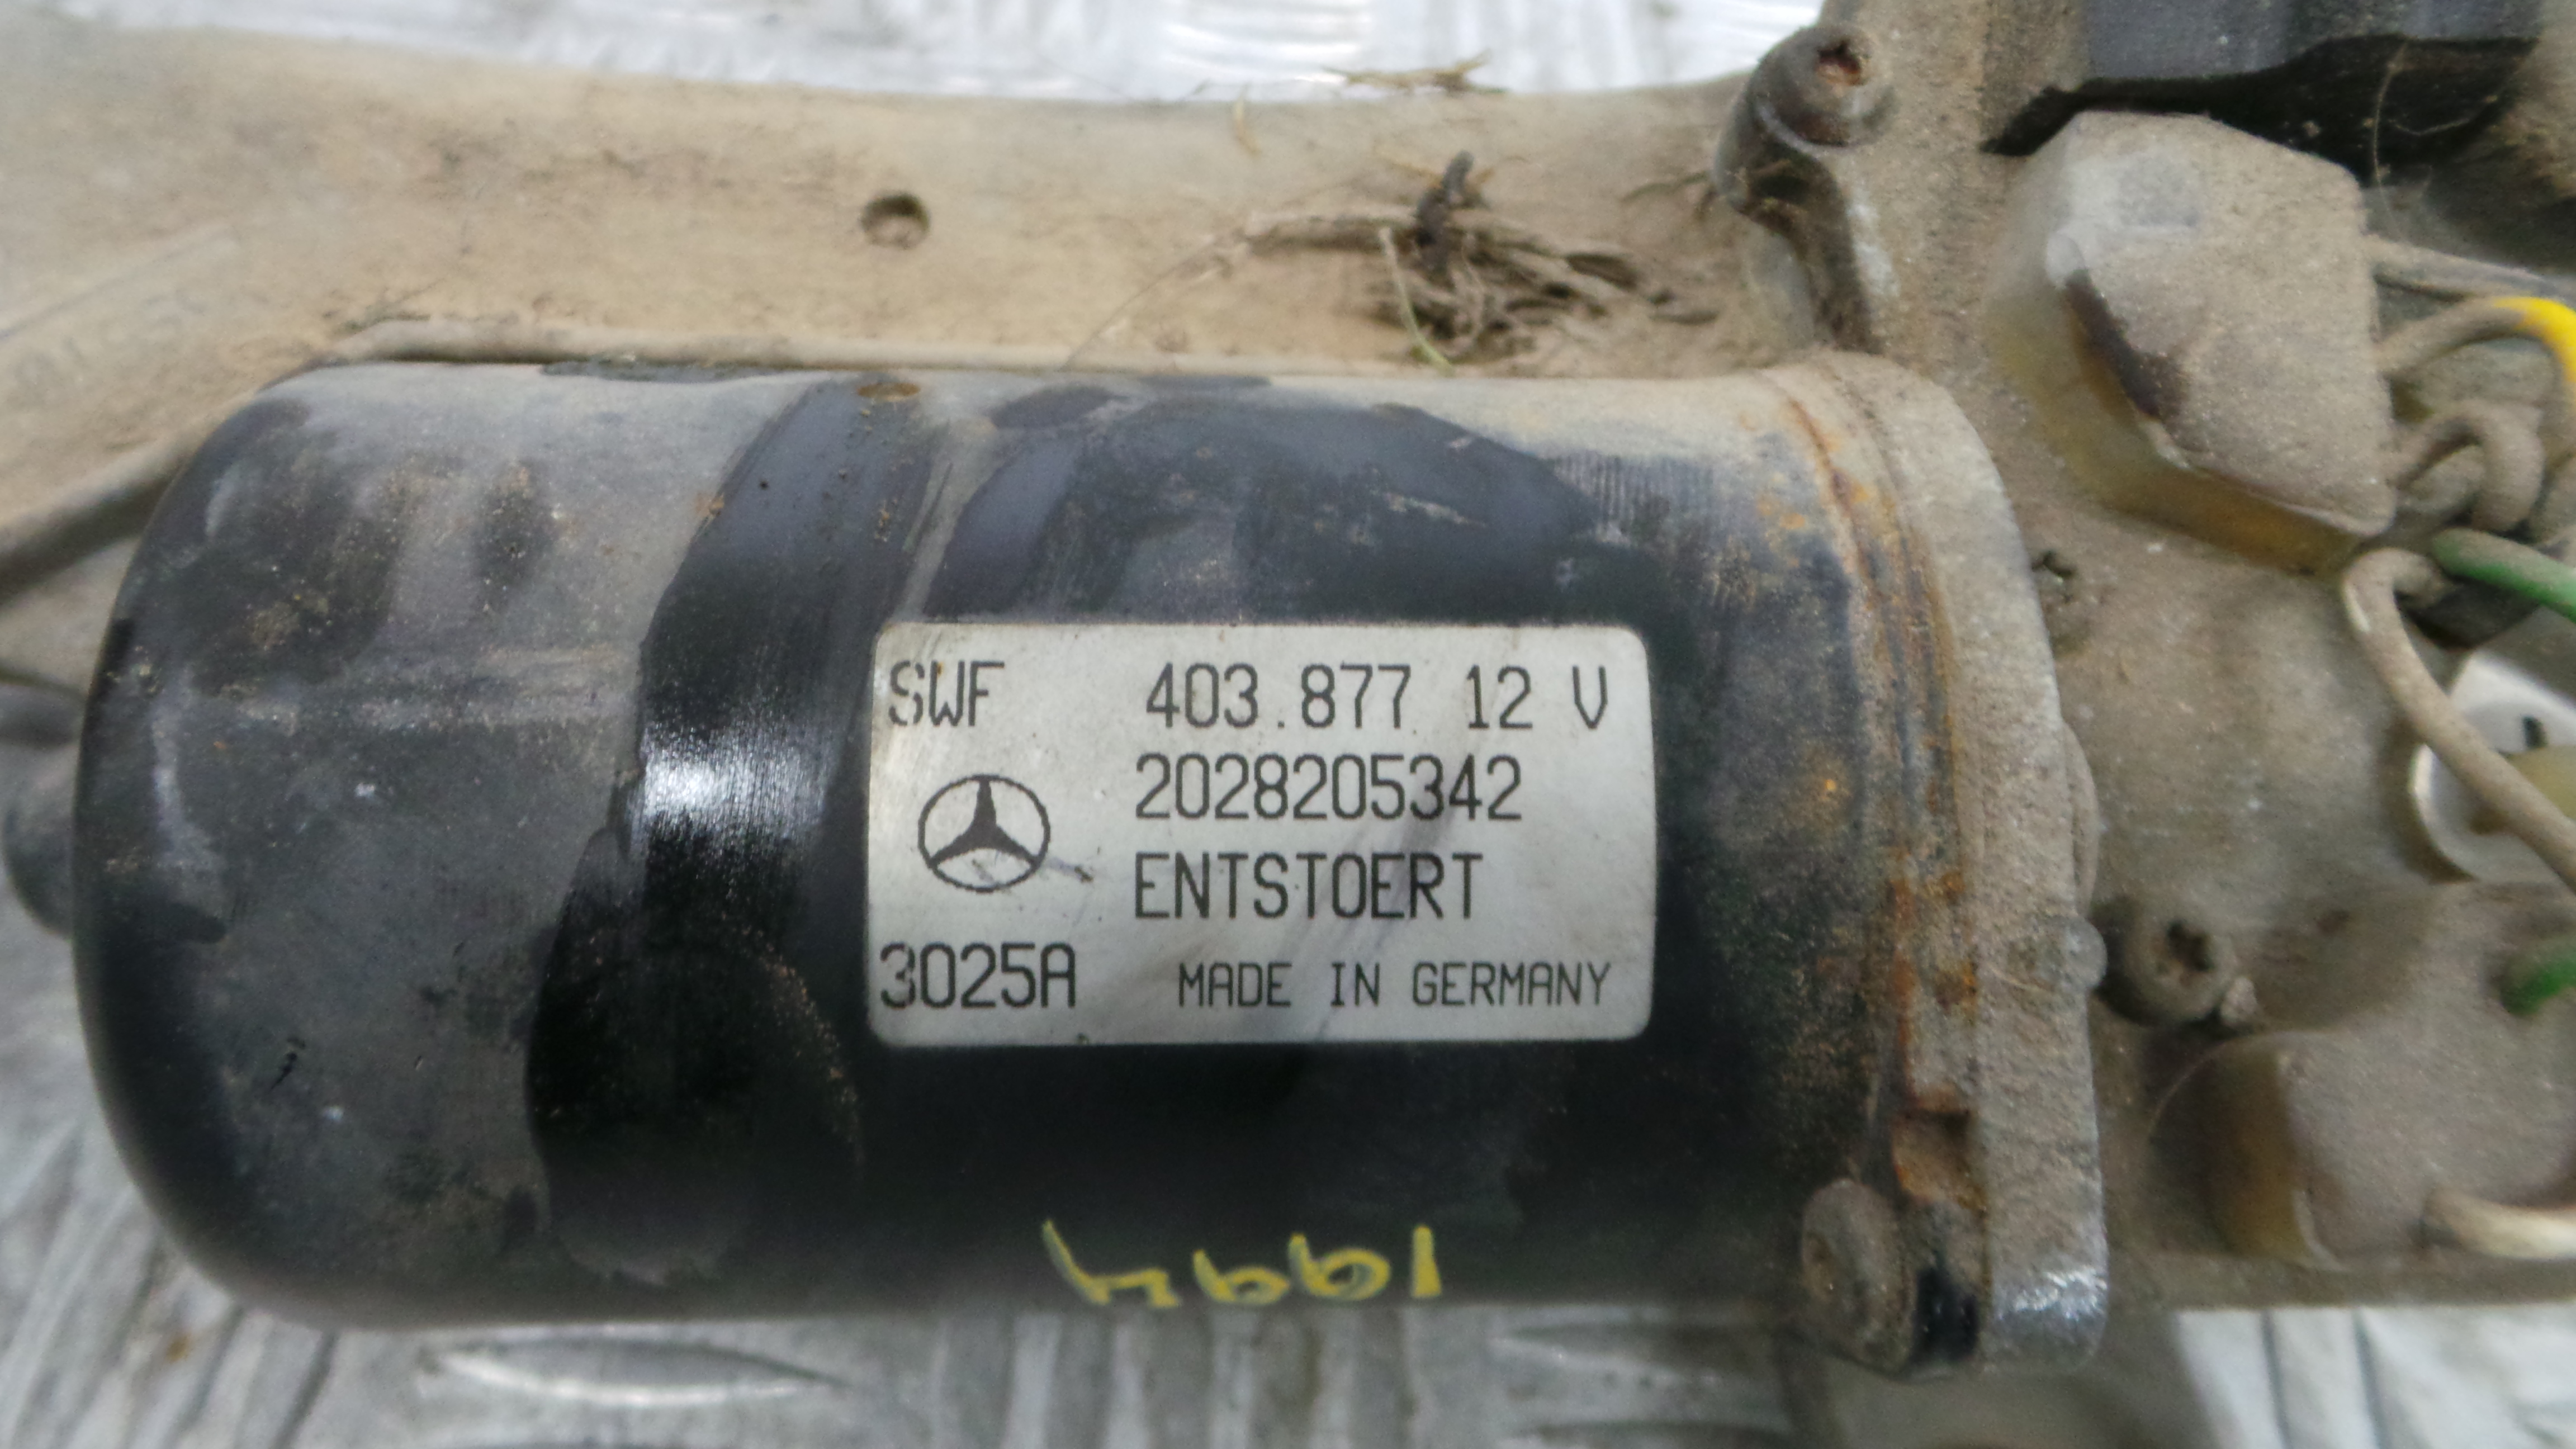 SWF 403.877 12 V
2028205342
ENTSTOERT
3025A MADE IN GERMANY
1994